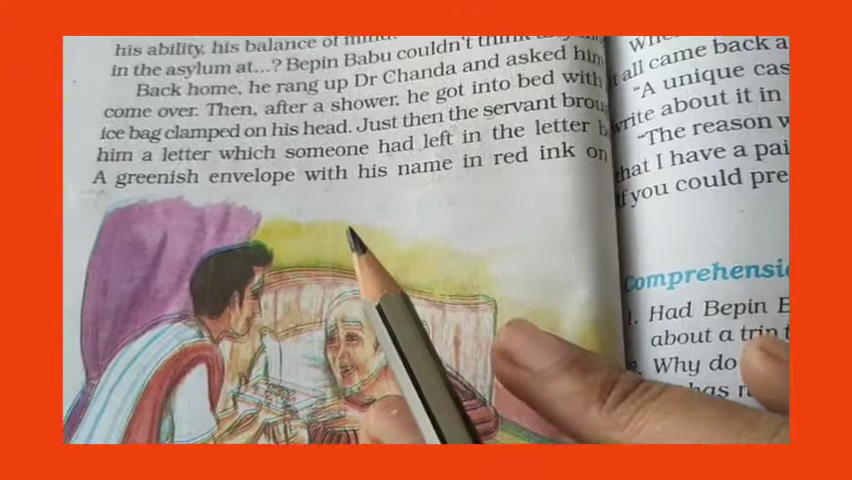 his ability, his balance of mind.
in the asylum at...? Bepin Babu couldn't think
Back home, he rang up Dr Chanda and asked him
come over. Then, after a shower, he got into bed with
ice bag clamped on his head. Just then the servant brou
him a letter which someone had left in the letter b
A greenish envelope with his name in red ink on
it all came back a
"A unique cas
write about it in
"The reason w
that I have a pai
If you could pre
Comprehensi
1. Had Bepin B
about a trip t
2. Why do
has n